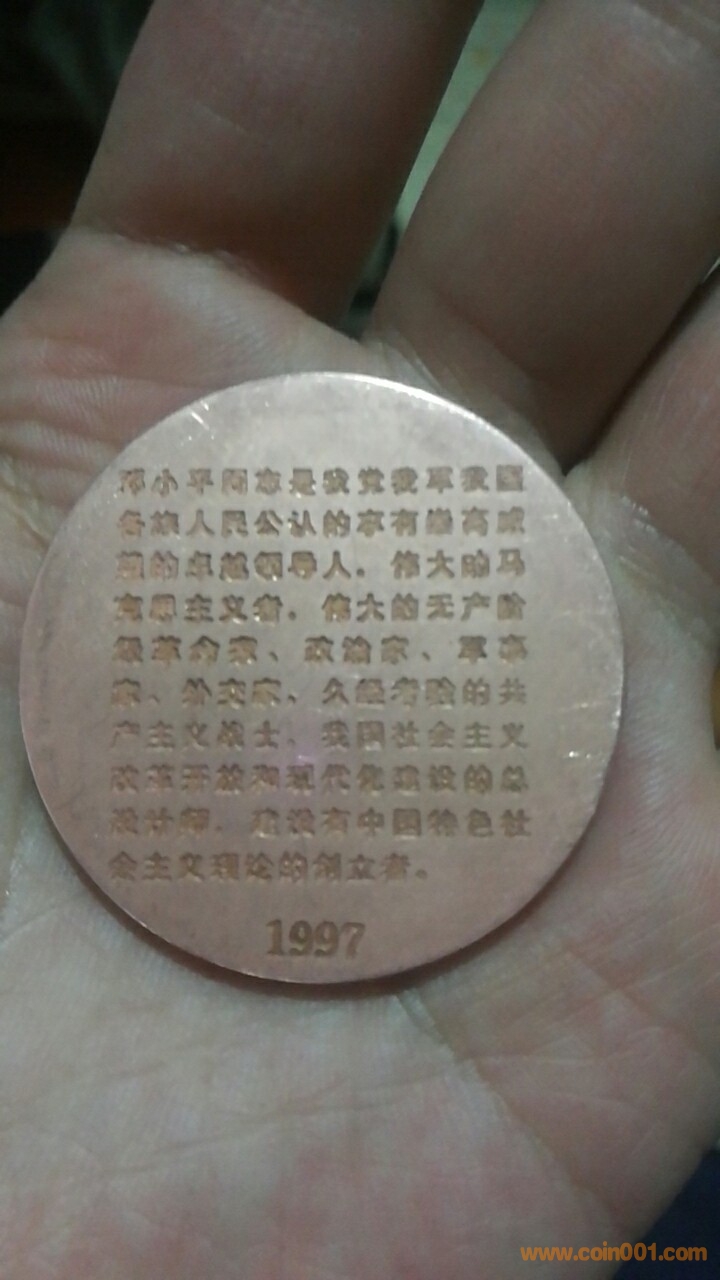 邓小平同志是我党我军我国
各族人民公认的享有崇高威
望的卓越领导人，伟大的马
克思主义者，伟大的无产阶
级革命家、政治家、军事
家、外交家，久经考验的共
产主义战士，我国社会主义
改革开放和现代化建设的总
设计师，建设有中国特色社
会主义理论的创立者。
1997
www.coin001.com